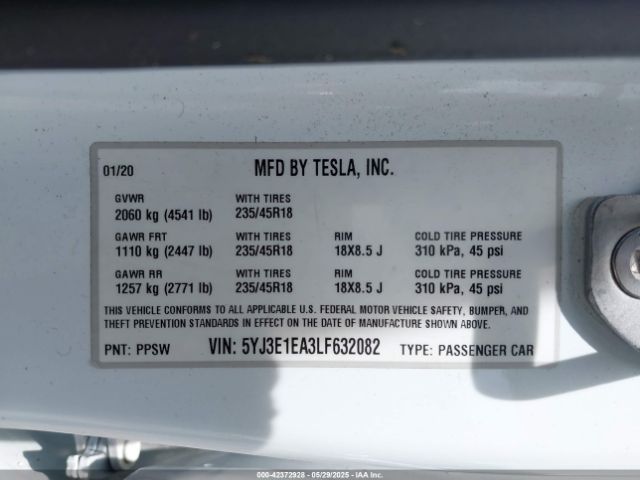 01/20 MFD BY TESLA, INC.
GVWR WITH TIRES
2060 kg (4541 lb) 235/45R18
GAWR FRT WITH TIRES RIM COLD TIRE PRESSURE
1110 kg (2447 lb) 235/45R18 18X8.5 J 310 kPa, 45 psi
GAWR RR WITH TIRES RIM COLD TIRE PRESSURE
1257 kg (2771 lb) 235/45R18 18X8.5 J 310 kPa, 45 psi
THIS VEHICLE CONFORMS TO ALL APPLICABLE U.S. FEDERAL MOTOR VEHICLE SAFETY, BUMPER, AND
THEFT PREVENTION STANDARDS IN EFFECT ON THE DATE OF MANUFACTURE SHOWN ABOVE.
PNT: PPSW VIN: 5YJ3E1EA3LF632082 TYPE: PASSENGER CAR
000-42372928 - 05/29/2025 - IAA Inc.